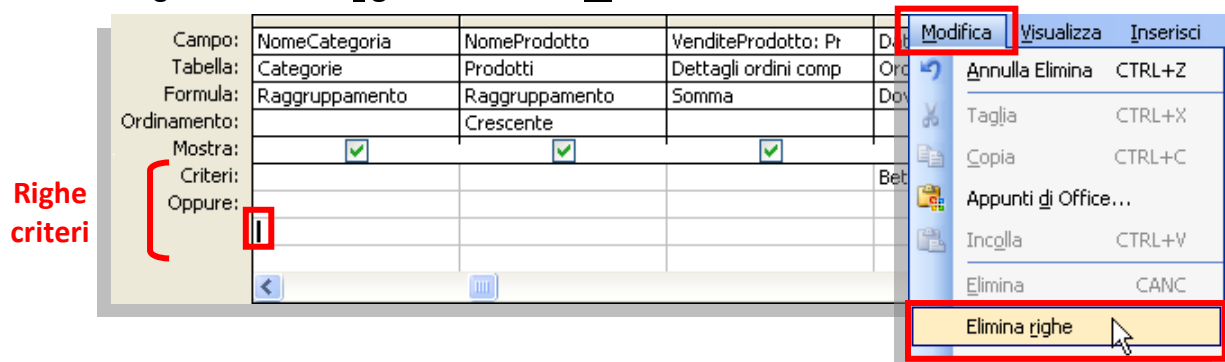 Campo: NomeCategoria NomeProdotto VenditeProdotto: Pr
Tabella: Categorie Prodotti Dettagli ordini comp
Formula: Raggruppamento Raggruppamento Somma
Ordinamento: Crescente
Mostra:
Criteri: Bet
Oppure:
Righe
criteri
Modifica Visualizza Inserisci
Annulla Elimina CTRL+Z
Taglia CTRL+X
Copia CTRL+C
Appunti di Office...
Incolla CTRL+V
Elimina CANC
Elimina righe